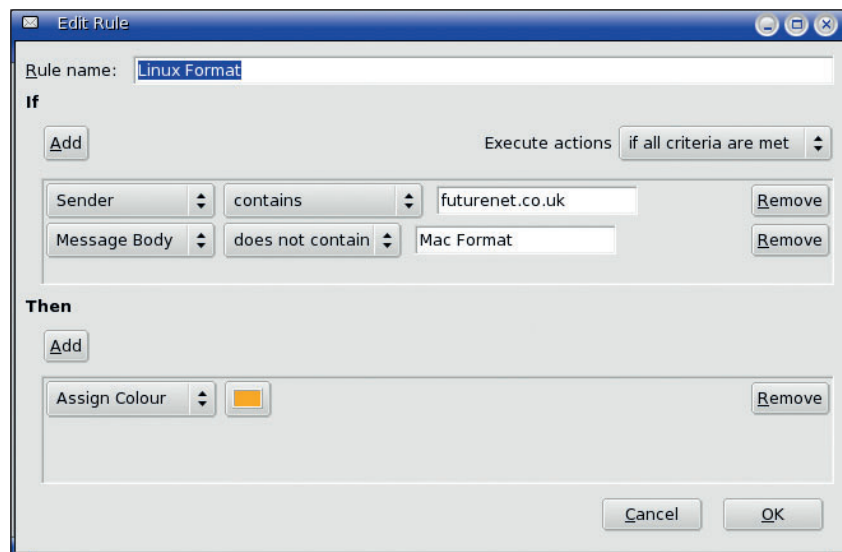 Edit Rule
Rule name: Linux Format
If
Add Execute actions if all criteria are met
Sender contains futurenet.co.uk Remove
Message Body does not contain Mac Format Remove
Then
Add
Assign Colour Remove
Cancel OK